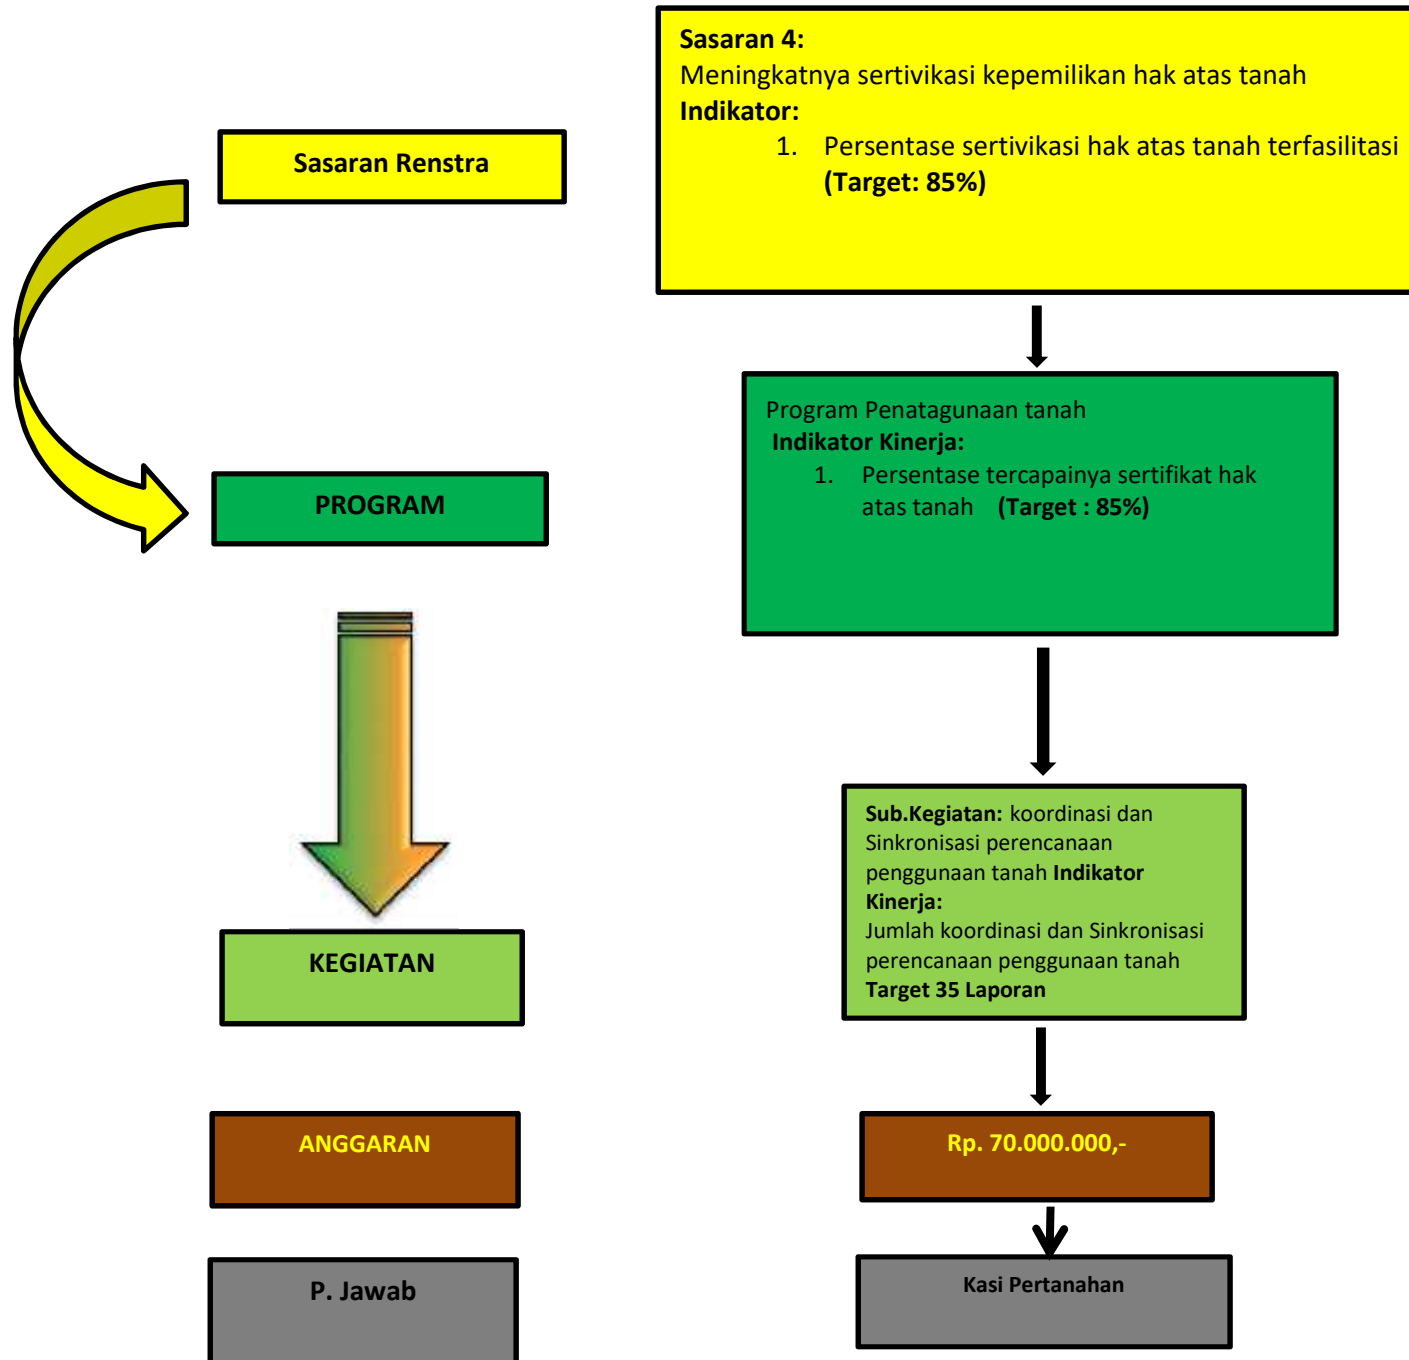 Sasaran Renstra
PROGRAM
KEGIATAN
ANGGARAN
P. Jawab
Sasaran 4:
Meningkatnya sertivikasi kepemilikan hak atas tanah
Indikator:
1. Persentase sertivikasi hak atas tanah terfasilitasi
(Target: 85%)
Program Penatagunaan tanah
Indikator Kinerja:
1. Persentase tercapainya sertifikat hak
atas tanah (Target : 85%)
Sub.Kegiatan: koordinasi dan
Sinkronisasi perencanaan
penggunaan tanah Indikator
Kinerja:
Jumlah koordinasi dan Sinkronisasi
perencanaan penggunaan tanah
Target 35 Laporan
Rp. 70.000.000,-
Kasi Pertanahan